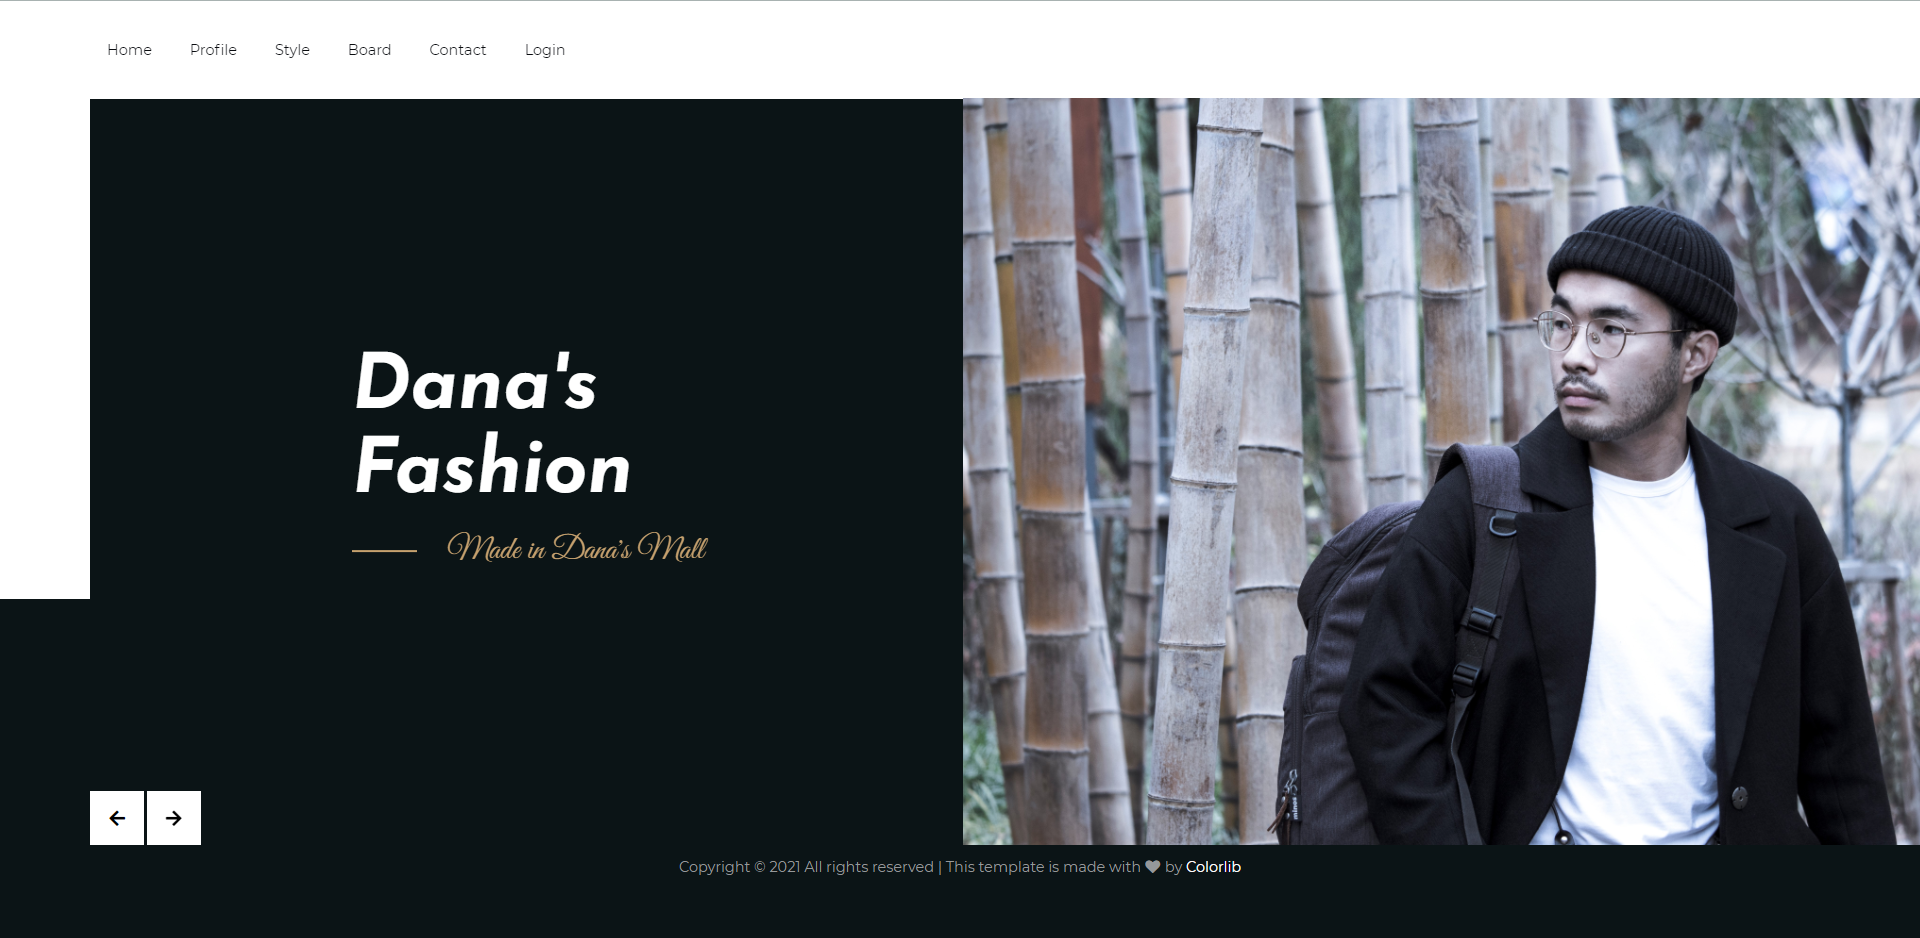 Home Profile Style Board Contact Login
Dana's
Fashion
Made in Dana's Mall
Copyright © 2021 All rights reserved | This template is made with ♥ by Colorlib